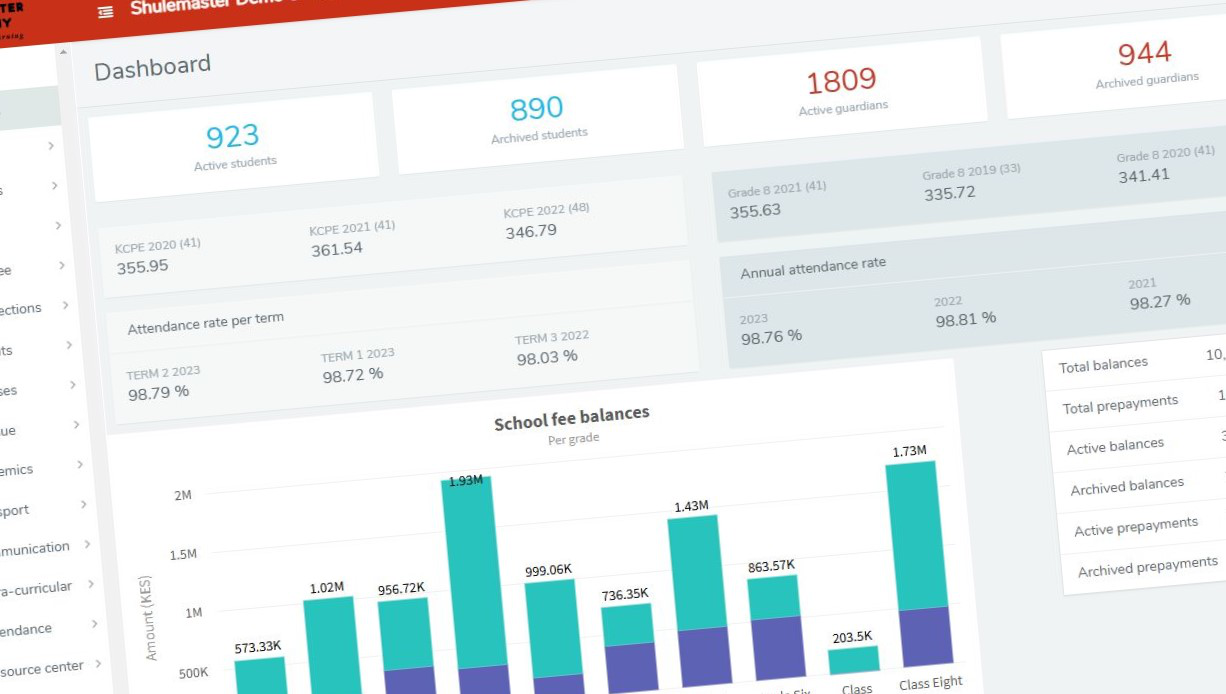 TER
Shulemaster Demo
Dashboard
923
Active students
890
Archived students
1809
Active guardians
944
Archived guardians
KCPE 2020 (41)
355.95
KCPE 2021 (41)
361.54
KCPE 2022 (48)
346.79
Grade 8 2021 (41)
355.63
Grade 8 2019 (33)
335.72
Grade 8 2020 (41)
341.41
Attendance rate per term
TERM 2 2023
98.79 %
TERM 1 2023
98.72 %
TERM 3 2022
98.03 %
Annual attendance rate
2023
98.76 %
2022
98.81 %
2021
98.27 %
ee
ections
ts
ses
ue
emics
sport
munication
a-curricular
endance
source center
School fee balances
Per grade
Amount (KES)
2M
1.5M
1M
500K
573.33K
1.02M
956.72K
1.93M
999.06K
736.35K
1.43M
863.57K
203.5K
1.73M
Six
Class
Class Eight
Total balances 10,
Total prepayments 1
Active balances 3
Archived balances
Active prepayments
Archived prepayments